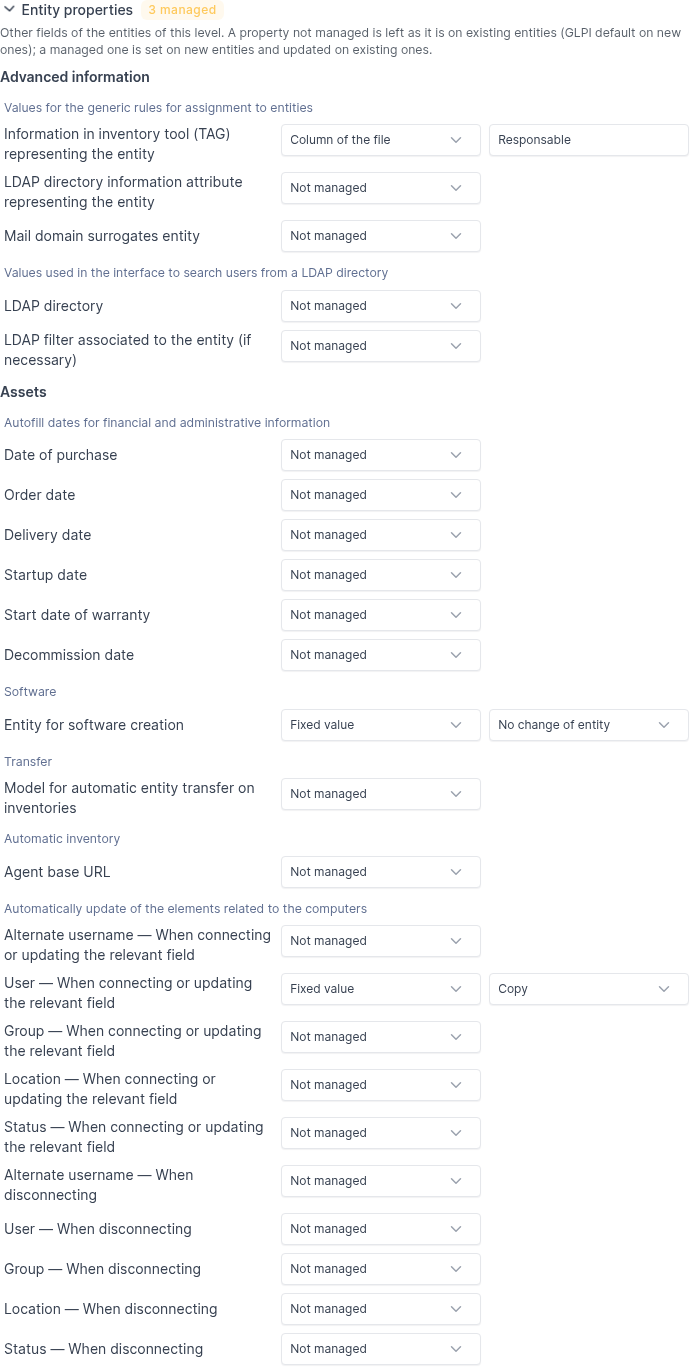 Entity properties 3 managed
Other fields of the entities of this level. A property not managed is left as it is on existing entities (GLPI default on new
ones); a managed one is set on new entities and updated on existing ones.
Advanced information
Values for the generic rules for assignment to entities
Information in inventory tool (TAG)
representing the entity
Column of the file
Responsable
LDAP directory information attribute
representing the entity
Not managed
Mail domain surrogates entity
Not managed
Values used in the interface to search users from a LDAP directory
LDAP directory
Not managed
LDAP filter associated to the entity (if
necessary)
Not managed
Assets
Autofill dates for financial and administrative information
Date of purchase
Not managed
Order date
Not managed
Delivery date
Not managed
Startup date
Not managed
Start date of warranty
Not managed
Decommission date
Not managed
Software
Entity for software creation
Fixed value
No change of entity
Transfer
Model for automatic entity transfer on
inventories
Not managed
Automatic inventory
Agent base URL
Not managed
Automatically update of the elements related to the computers
Alternate username — When connecting
or updating the relevant field
Not managed
User — When connecting or updating
the relevant field
Fixed value
Copy
Group — When connecting or updating
the relevant field
Not managed
Location — When connecting or
updating the relevant field
Not managed
Status — When connecting or updating
the relevant field
Not managed
Alternate username — When
disconnecting
Not managed
User — When disconnecting
Not managed
Group — When disconnecting
Not managed
Location — When disconnecting
Not managed
Status — When disconnecting
Not managed